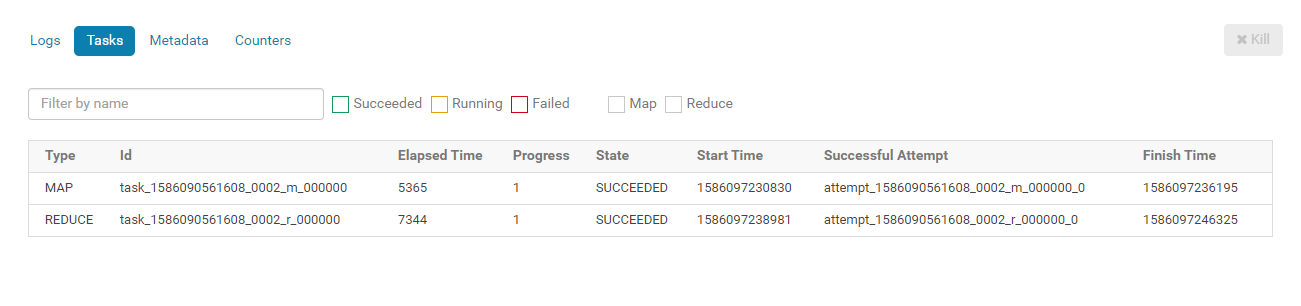 Logs Tasks Metadata Counters ✖ Kill
Filter by name Succeeded Running Failed Map Reduce
Type Id Elapsed Time Progress State Start Time Successful Attempt Finish Time
MAP task_1586090561608_0002_m_000000 5365 1 SUCCEEDED 1586097230830 attempt_1586090561608_0002_m_000000_0 1586097236195
REDUCE task_1586090561608_0002_r_000000 7344 1 SUCCEEDED 1586097238981 attempt_1586090561608_0002_r_000000_0 1586097246325